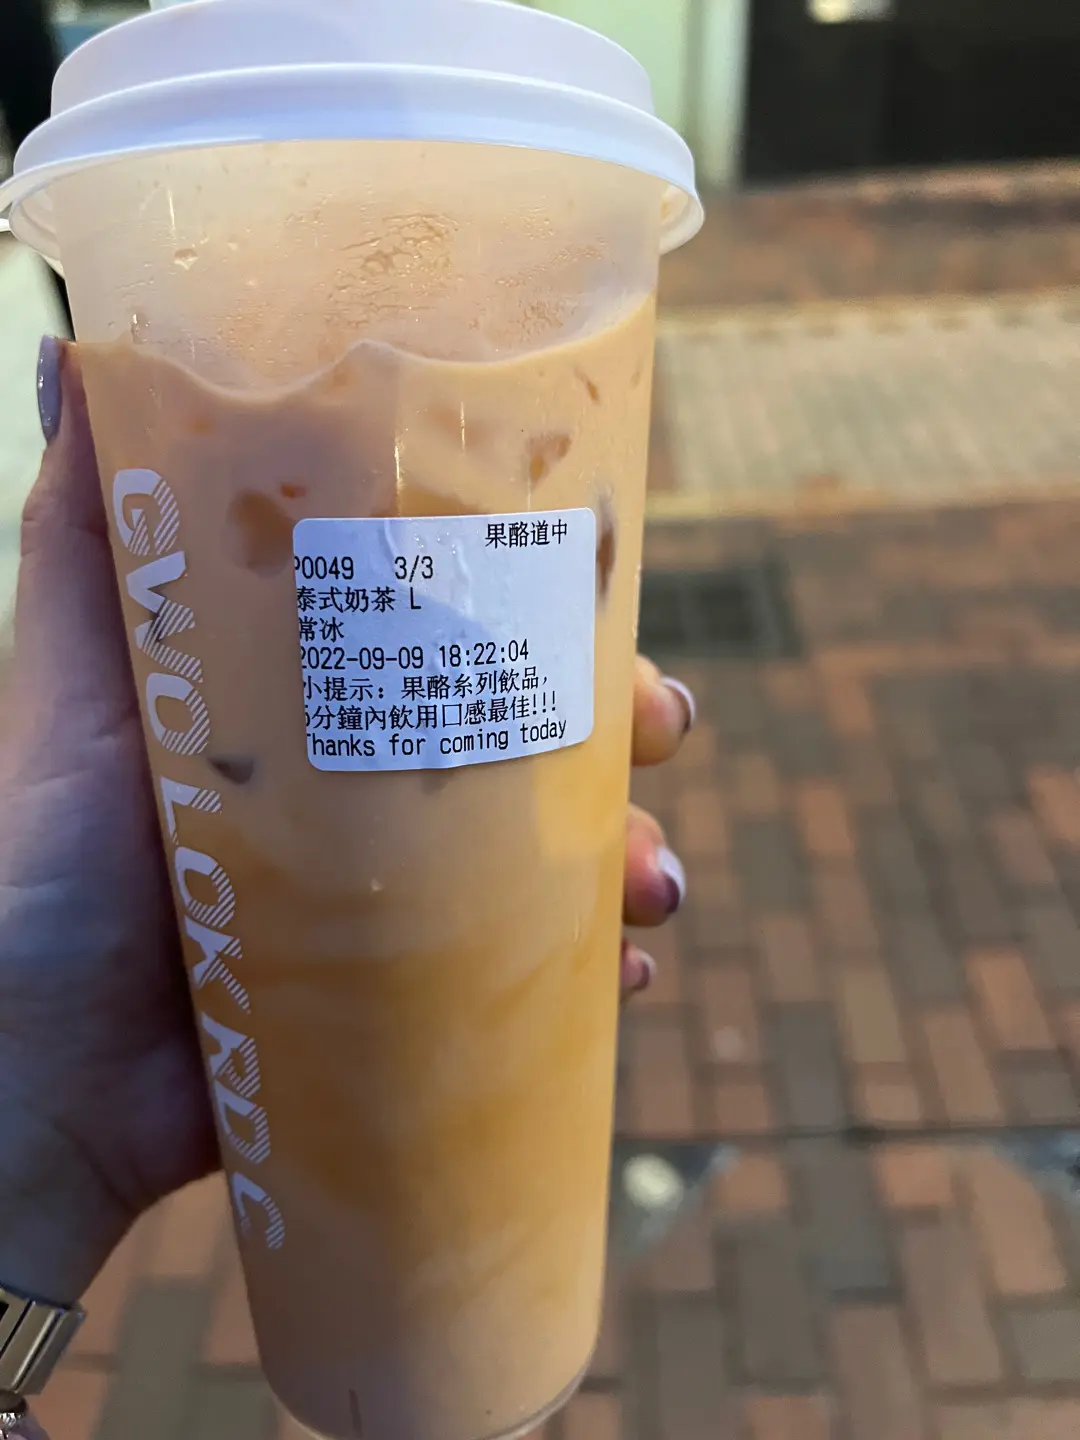 果酪道中
P0049 3/3
泰式奶茶 L
常冰
2022-09-09 18:22:04
小提示：果酪系列飲品，
5分鐘內飲用口感最佳!!!
Thanks for coming today
GWO LOK RD C